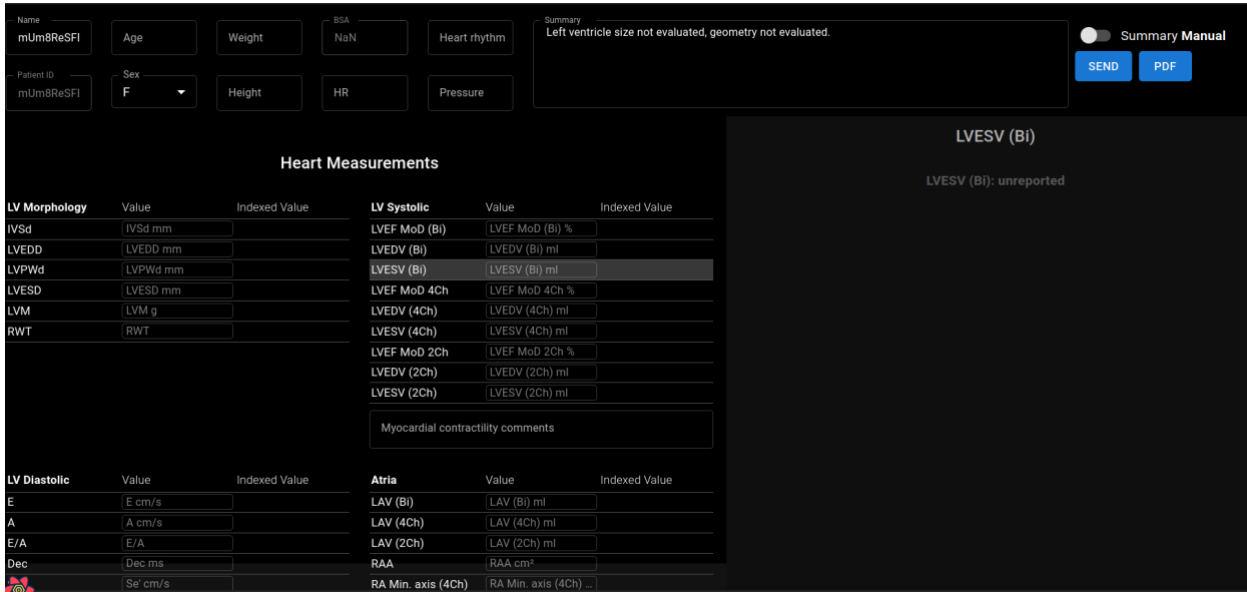 Name
mUm8ReSFI
Age
Weight
BSA
NaN
Heart rhythm
Summary
Left ventricle size not evaluated, geometry not evaluated.
Summary Manual
SEND
PDF
Patient ID
mUm8ReSFI
Sex
F
Height
HR
Pressure
Heart Measurements
LV Morphology Value Indexed Value
IVSd IVSd mm
LVEDD LVEDD mm
LVPWd LVPWd mm
LVESD LVESD mm
LVM LVM g
RWT RWT
LV Systolic Value Indexed Value
LVEF MoD (Bi) LVEF MoD (Bi) %
LVEDV (Bi) LVEDV (Bi) ml
LVESV (Bi) LVESV (Bi) ml
LVEF MoD 4Ch LVEF MoD 4Ch %
LVEDV (4Ch) LVEDV (4Ch) ml
LVESV (4Ch) LVESV (4Ch) ml
LVEF MoD 2Ch LVEF MoD 2Ch %
LVEDV (2Ch) LVEDV (2Ch) ml
LVESV (2Ch) LVESV (2Ch) ml
Myocardial contractility comments
LV Diastolic Value Indexed Value
E E cm/s
A A cm/s
E/A E/A
Dec Dec ms
Se' cm/s
Atria Value Indexed Value
LAV (Bi) LAV (Bi) ml
LAV (4Ch) LAV (4Ch) ml
LAV (2Ch) LAV (2Ch) ml
RAA RAA cm²
RA Min. axis (4Ch) RA Min. axis (4Ch) ...
LVESV (Bi)
LVESV (Bi): unreported